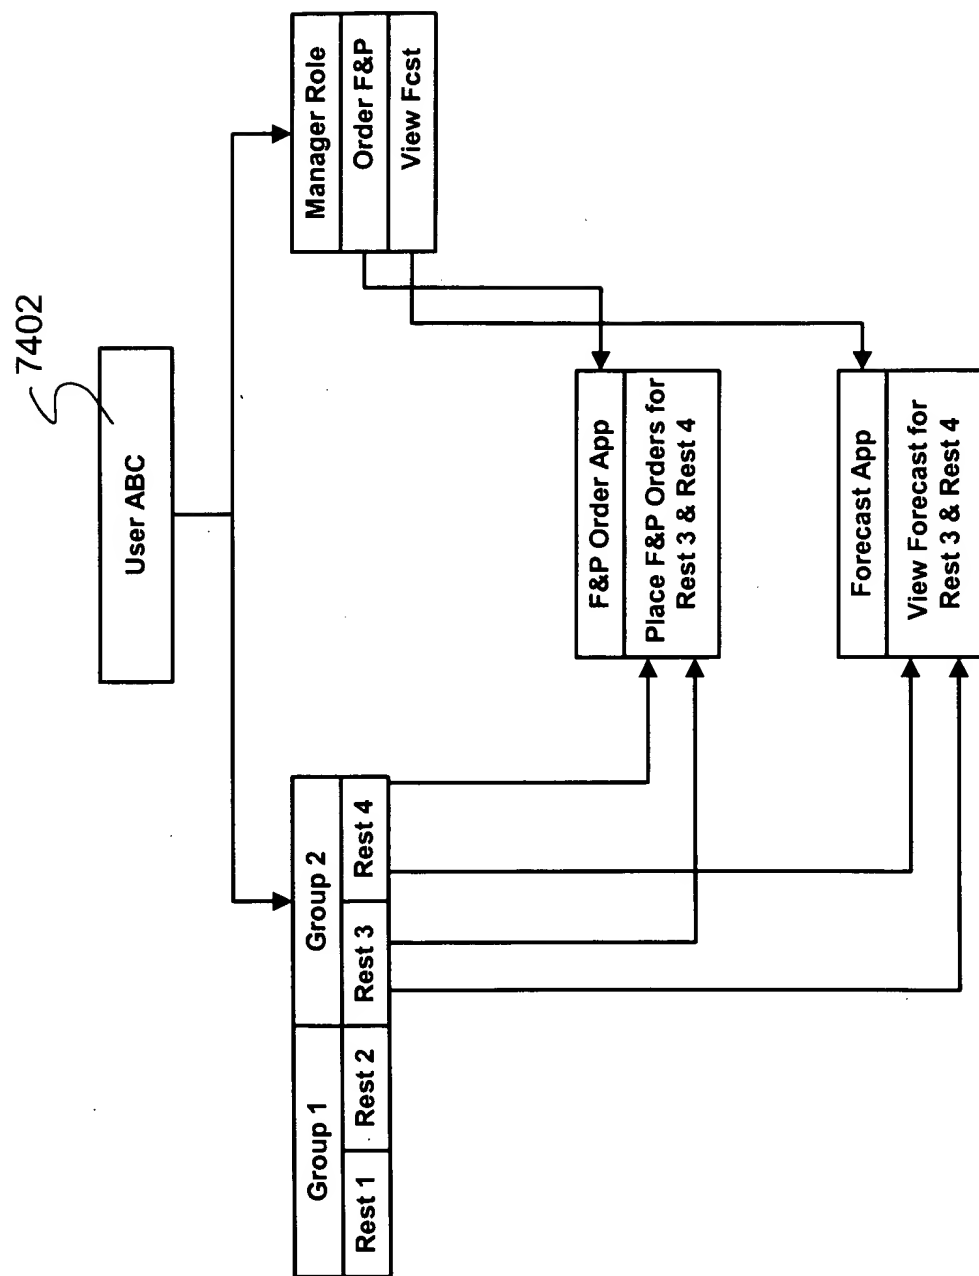 7402
User ABC
Group 1
Group 2
Rest 1
Rest 2
Rest 3
Rest 4
Manager Role
Order F&P
View Fcst
F&P Order App
Place F&P Orders for
Rest 3 & Rest 4
Forecast App
View Forecast for
Rest 3 & Rest 4